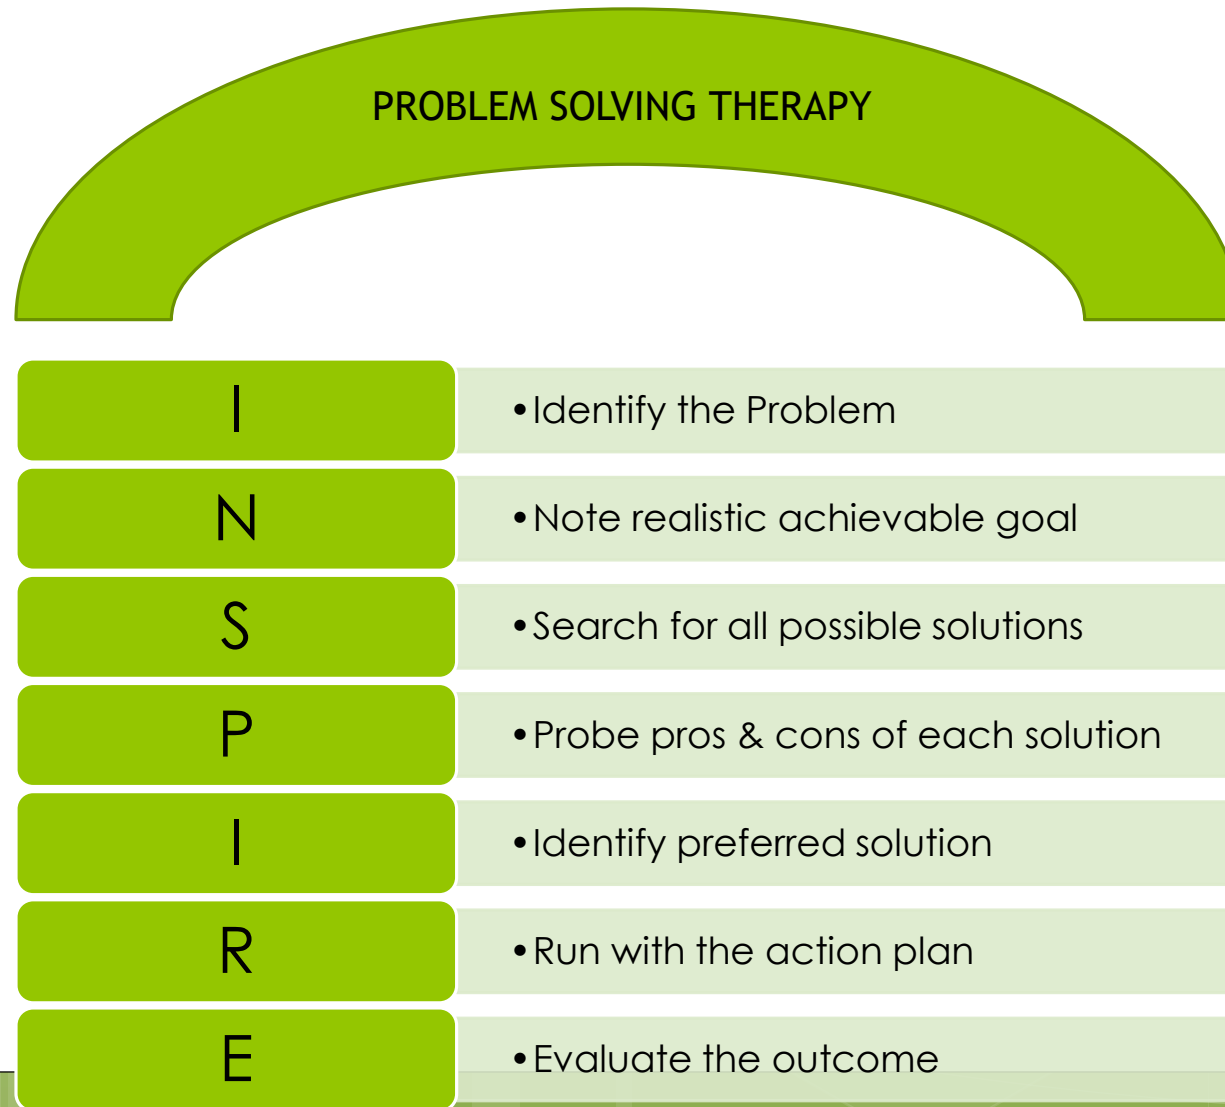 PROBLEM SOLVING THERAPY
I
•Identify the Problem
N
•Note realistic achievable goal
S
•Search for all possible solutions
P
•Probe pros & cons of each solution
I
•Identify preferred solution
R
•Run with the action plan
E
•Evaluate the outcome